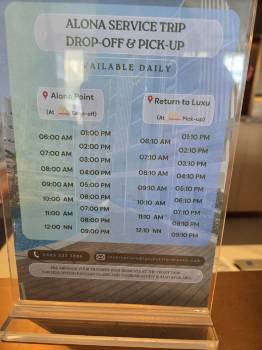 ALONA SERVICE TRIP
DROP-OFF & PICK-UP
AVAILABLE DAILY
Alona Point
(At Drop-off)
06:00 AM 01:00 PM
02:00 PM
07:00 AM 03:00 PM
08:00 AM 04:00 PM
09:00 AM 05:00 PM
10:00 AM 06:00 PM
07:00 PM
11:00 AM 08:00 PM
12:00 NN 09:00 PM
Return to Luxu
(At Pick-up)
08:10 AM 01:10 PM
02:10 PM
07:10 AM 03:10 PM
08:10 AM 04:10 PM
09:10 AM 05:10 PM
10:10 AM 06:10 PM
07:10 PM
11:10 AM 08:10 PM
12:10 NN 09:10 PM